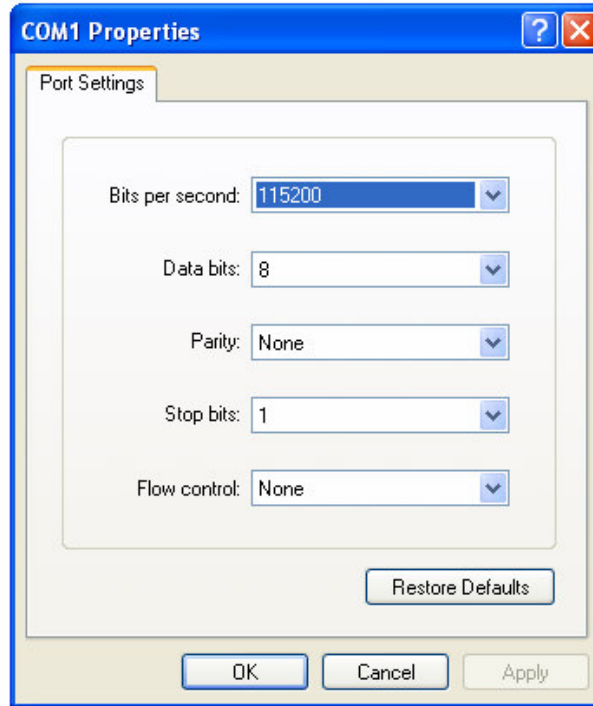 COM1 Properties
Port Settings
Bits per second: 115200
Data bits: 8
Parity: None
Stop bits: 1
Flow control: None
Restore Defaults
OK Cancel Apply